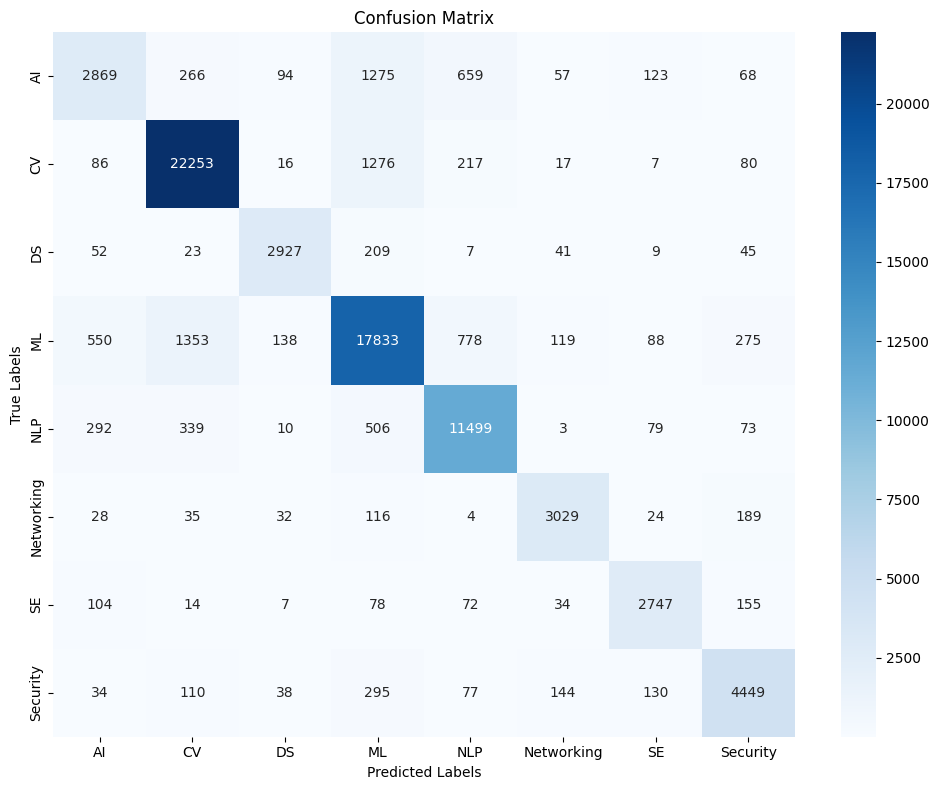 Confusion Matrix
AI 2869 266 94 1275 659 57 123 68
CV 86 22253 16 1276 217 17 7 80
DS 52 23 2927 209 7 41 9 45
ML 550 1353 138 17833 778 119 88 275
NLP 292 339 10 506 11499 3 79 73
Networking 28 35 32 116 4 3029 24 189
SE 104 14 7 78 72 34 2747 155
Security 34 110 38 295 77 144 130 4449
AI CV DS ML NLP Networking SE Security
Predicted Labels
True Labels
20000
17500
15000
12500
10000
7500
5000
2500